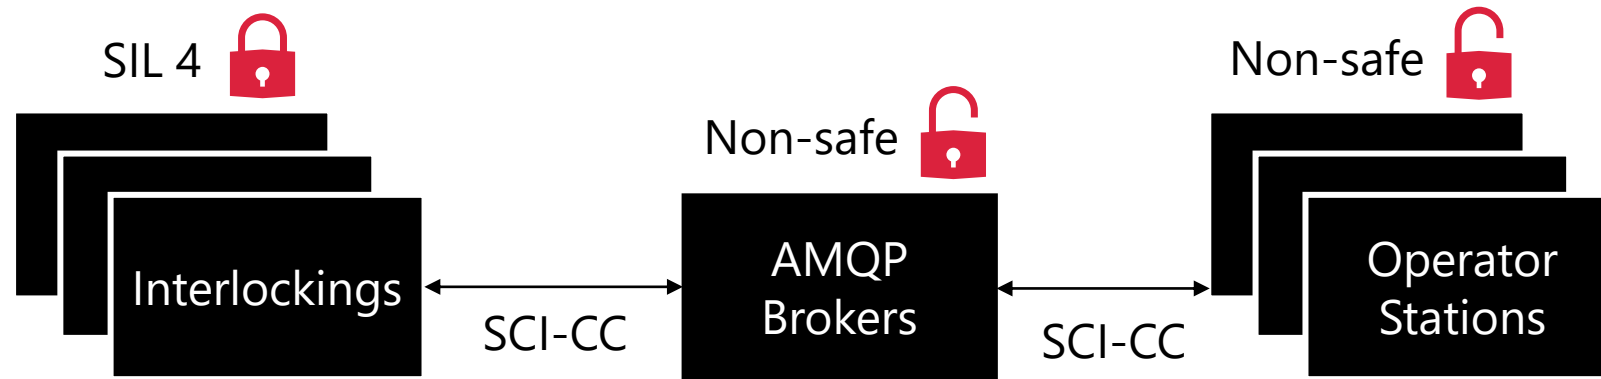 SIL 4
Non-safe
Non-safe
Interlockings
SCI-CC
AMQP
Brokers
SCI-CC
Operator
Stations